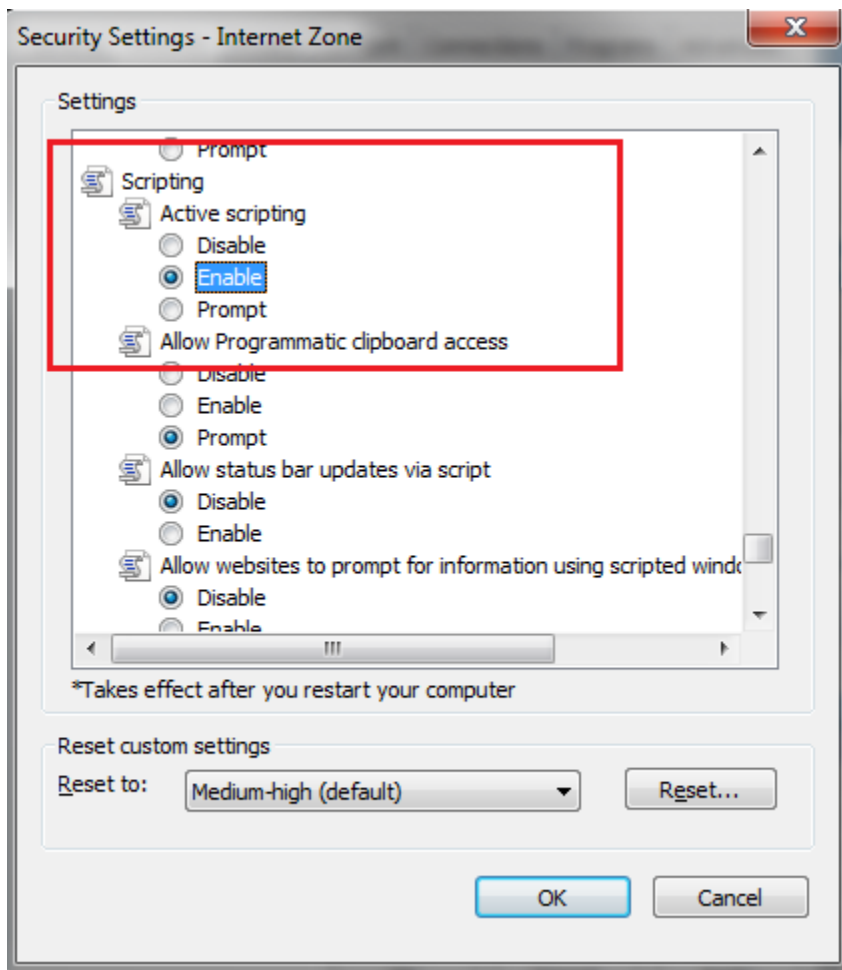 Security Settings - Internet Zone
Settings
Prompt
Scripting
Active scripting
Disable
Enable
Prompt
Allow Programmatic clipboard access
Disable
Enable
Prompt
Allow status bar updates via script
Disable
Enable
Allow websites to prompt for information using scripted windo
Disable
Enable
*Takes effect after you restart your computer
Reset custom settings
Reset to: Medium-high (default) Reset...
OK Cancel